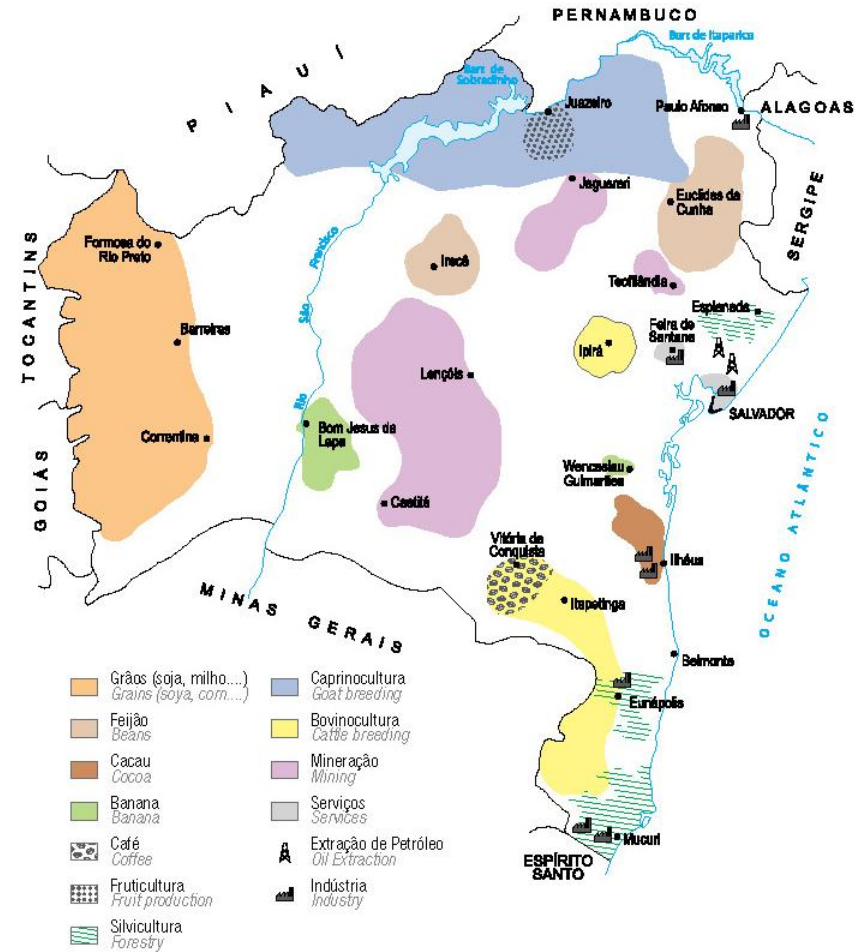 PERNAMBUCO
Barr. de Itaparica
PIAUÍ
Barr. de
Sobradinho
Juazeiro
Paulo Afonso
ALAGOAS
Jaguarari
Euclides da
Cunha
SERGIPE
Formosa do
Rio Preto
TOCANTINS
Rio São Francisco
Irecê
Teofilândia
Esplanada
Barreiras
Feira de
Santana
Ipirá
Lençóis
SALVADOR
Correntina
Bom Jesus da
Lapa
Wenceslau
Guimarães
GOIÁS
OCEANO ATLÂNTICO
Caetité
Vitória da
Conquista
Ilhéus
Itapetinga
MINAS GERAIS
Belmonte
Eunápolis
Mucuri
ESPÍRITO
SANTO
Grãos (soja, milho....)
Grains (soya, corn....)
Feijão
Beans
Cacau
Cocoa
Banana
Banana
Café
Coffee
Fruticultura
Fruit production
Silvicultura
Forestry
Caprinocultura
Goat breeding
Bovinocultura
Cattle breeding
Mineração
Mining
Serviços
Services
Extração de Petróleo
Oil Extraction
Indústria
Industry